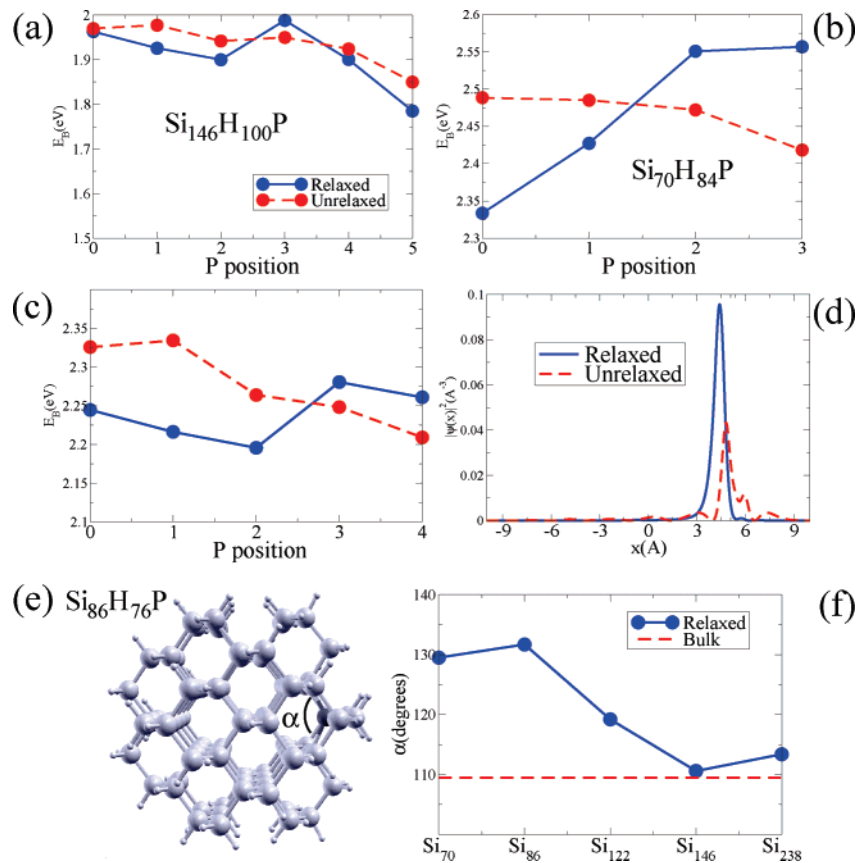 (a)
2
1.9
1.8
1.7
1.6
1.5
E_B(eV)
Si146H100P
Relaxed
Unrelaxed
0 1 2 3 4 5
P position
(b)
2.6
2.55
2.5
2.45
2.4
2.35
2.3
E_B(eV)
Si70H84P
0 1 2 3
P position
(c)
2.35
2.3
2.25
2.2
2.15
2.1
E_B(eV)
0 1 2 3 4
P position
(d)
0.1
0.08
0.06
0.04
0.02
0
|ψ(x)|²(A⁻³)
Relaxed
Unrelaxed
-9 -6 -3 0 3 6 9
x(A)
(e)
Si86H76P
α
(f)
140
130
120
110
α(degrees)
Relaxed
Bulk
Si70 Si86 Si122 Si146 Si238